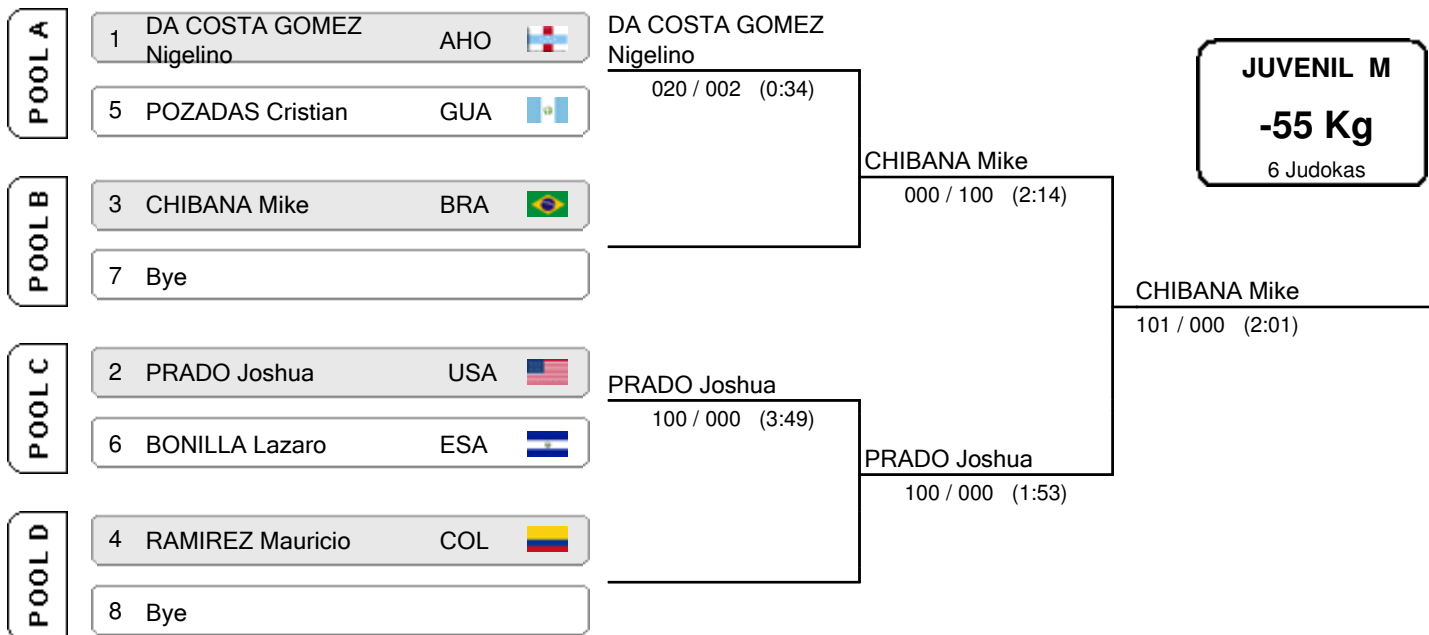 POOL A
1 DA COSTA GOMEZ Nigelino AHO
5 POZADAS Cristian GUA
POOL B
3 CHIBANA Mike BRA
7 Bye
POOL C
2 PRADO Joshua USA
6 BONILLA Lazaro ESA
POOL D
4 RAMIREZ Mauricio COL
8 Bye
DA COSTA GOMEZ
Nigelino
020 / 002 (0:34)
PRADO Joshua
100 / 000 (3:49)
CHIBANA Mike
000 / 100 (2:14)
PRADO Joshua
100 / 000 (1:53)
CHIBANA Mike
101 / 000 (2:01)
JUVENIL M
-55 Kg
6 Judokas